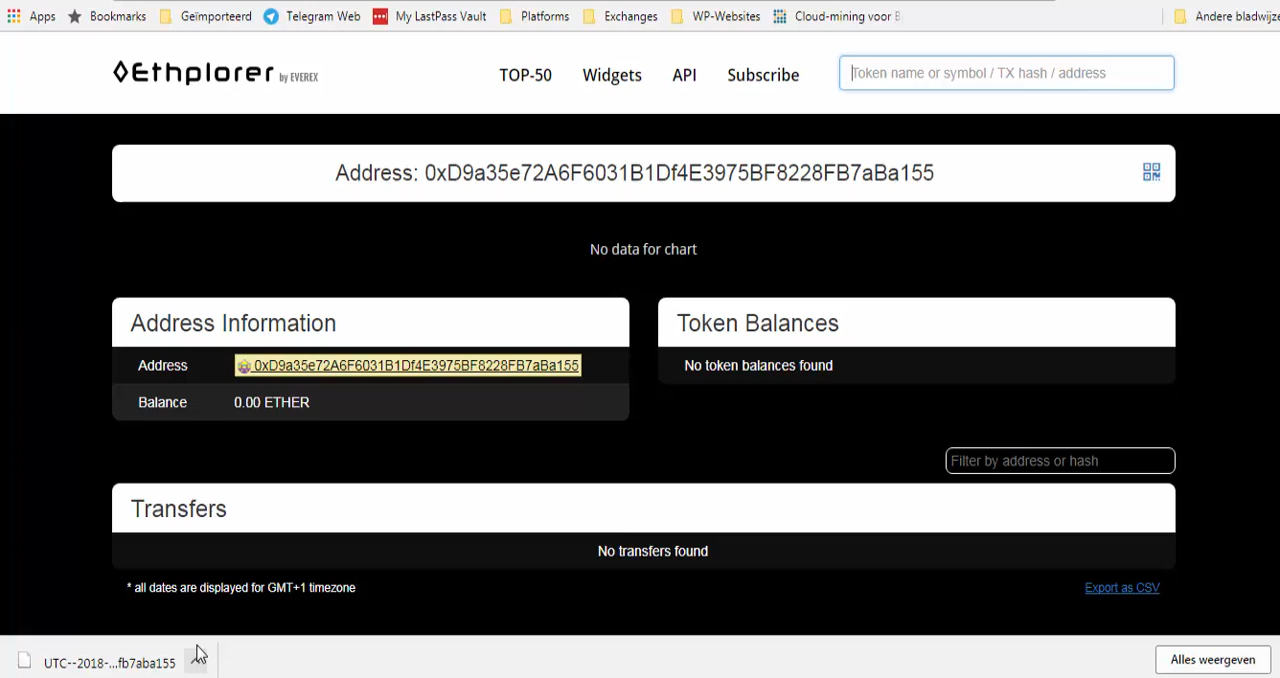 Apps Bookmarks Geïmporteerd Telegram Web My LastPass Vault Platforms Exchanges WP-Websites Cloud-mining voor B Andere bladwijze
Ethplorer by EVEREX TOP-50 Widgets API Subscribe Token name or symbol / TX hash / address
Address: 0xD9a35e72A6F6031B1Df4E3975BF8228FB7aBa155
No data for chart
Address Information
Address 0xD9a35e72A6F6031B1Df4E3975BF8228FB7aBa155
Balance 0.00 ETHER
Token Balances
No token balances found
Filter by address or hash
Transfers
No transfers found
* all dates are displayed for GMT+1 timezone Export as CSV
UTC--2018-...fb7aba155 Alles weergeven